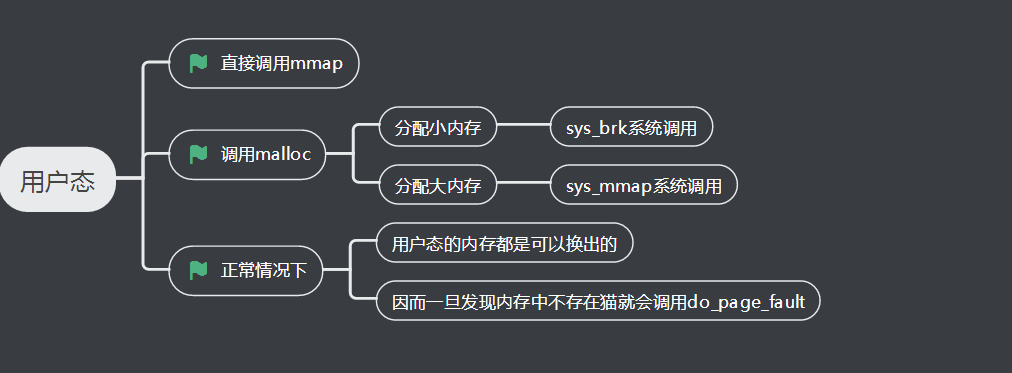 用户态
直接调用mmap
调用malloc
分配小内存
sys_brk系统调用
分配大内存
sys_mmap系统调用
正常情况下
用户态的内存都是可以换出的
因而一旦发现内存中不存在猫就会调用do_page_fault